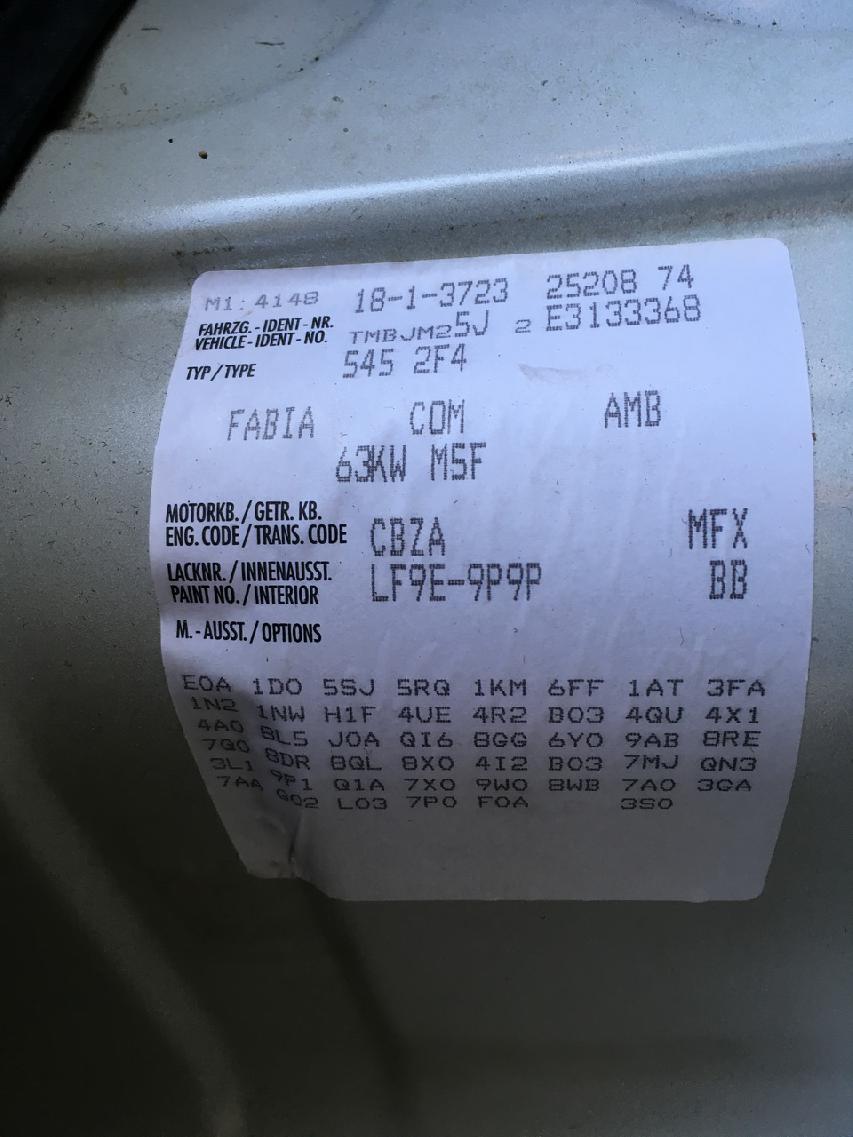 M1: 4148 18-1-3723 25208 74
FAHRZG.-IDENT-NR.
VEHICLE-IDENT-NO. TMBJM25J 2 E3133368
TYP/TYPE 545 2F4
FABIA COM AMB
63KW M5F
MOTORKB./GETR. KB.
ENG. CODE/TRANS. CODE CBZA MFX
LACKNR./INNENAUSST.
PAINT NO./INTERIOR LF9E-9P9P BB
M.-AUSST./OPTIONS
E0A 1D0 5SJ 5RQ 1KM 6FF 1AT 3FA
1N2 1NW H1F 4UE 4R2 B03 4QU 4X1
4A0 8L5 J0A QI6 8GG 6Y0 9AB 8RE
7Q0 8DR 8QL 8X0 4I2 B03 7MJ QN3
3L1 9P1 Q1A 7X0 9W0 8WB 7A0 3GA
7AA G02 L03 7P0 F0A 3S0